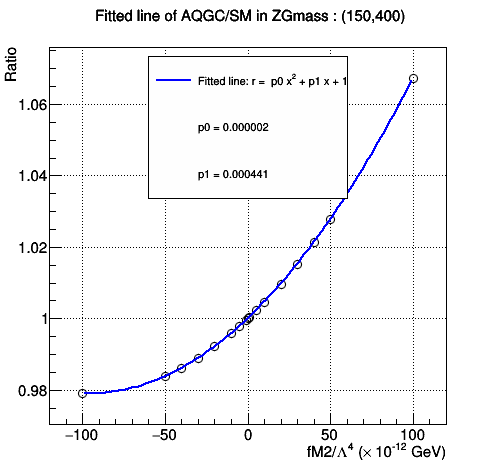 Fitted line of AQGC/SM in ZGmass : (150,400)
Ratio
Fitted line: r = p0 x² + p1 x + 1
p0 = 0.000002
p1 = 0.000441
1.06
1.04
1.02
1
0.98
−100 −50 0 50 100
fM2/Λ⁴ (× 10⁻¹² GeV)